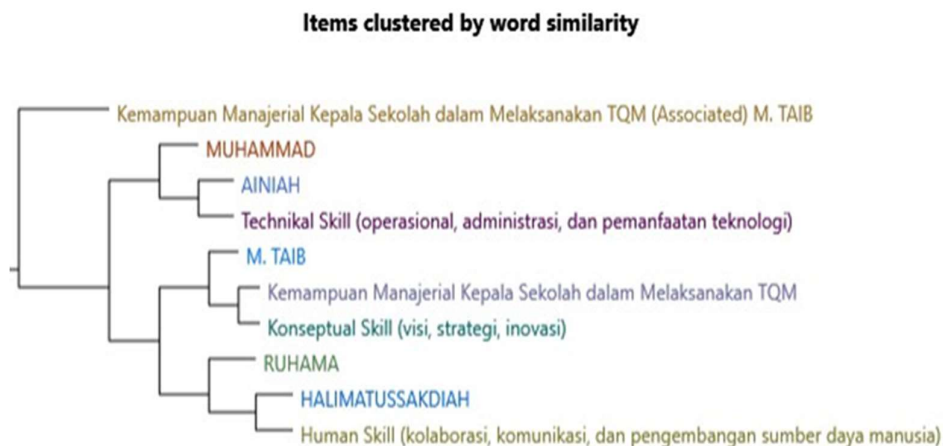 Items clustered by word similarity
Kemampuan Manajerial Kepala Sekolah dalam Melaksanakan TQM (Associated) M. TAIB
MUHAMMAD
AINIAH
Technikal Skill (operasional, administrasi, dan pemanfaatan teknologi)
M. TAIB
Kemampuan Manajerial Kepala Sekolah dalam Melaksanakan TQM
Konseptual Skill (visi, strategi, inovasi)
RUHAMA
HALIMATUSSAKDIAH
Human Skill (kolaborasi, komunikasi, dan pengembangan sumber daya manusia)